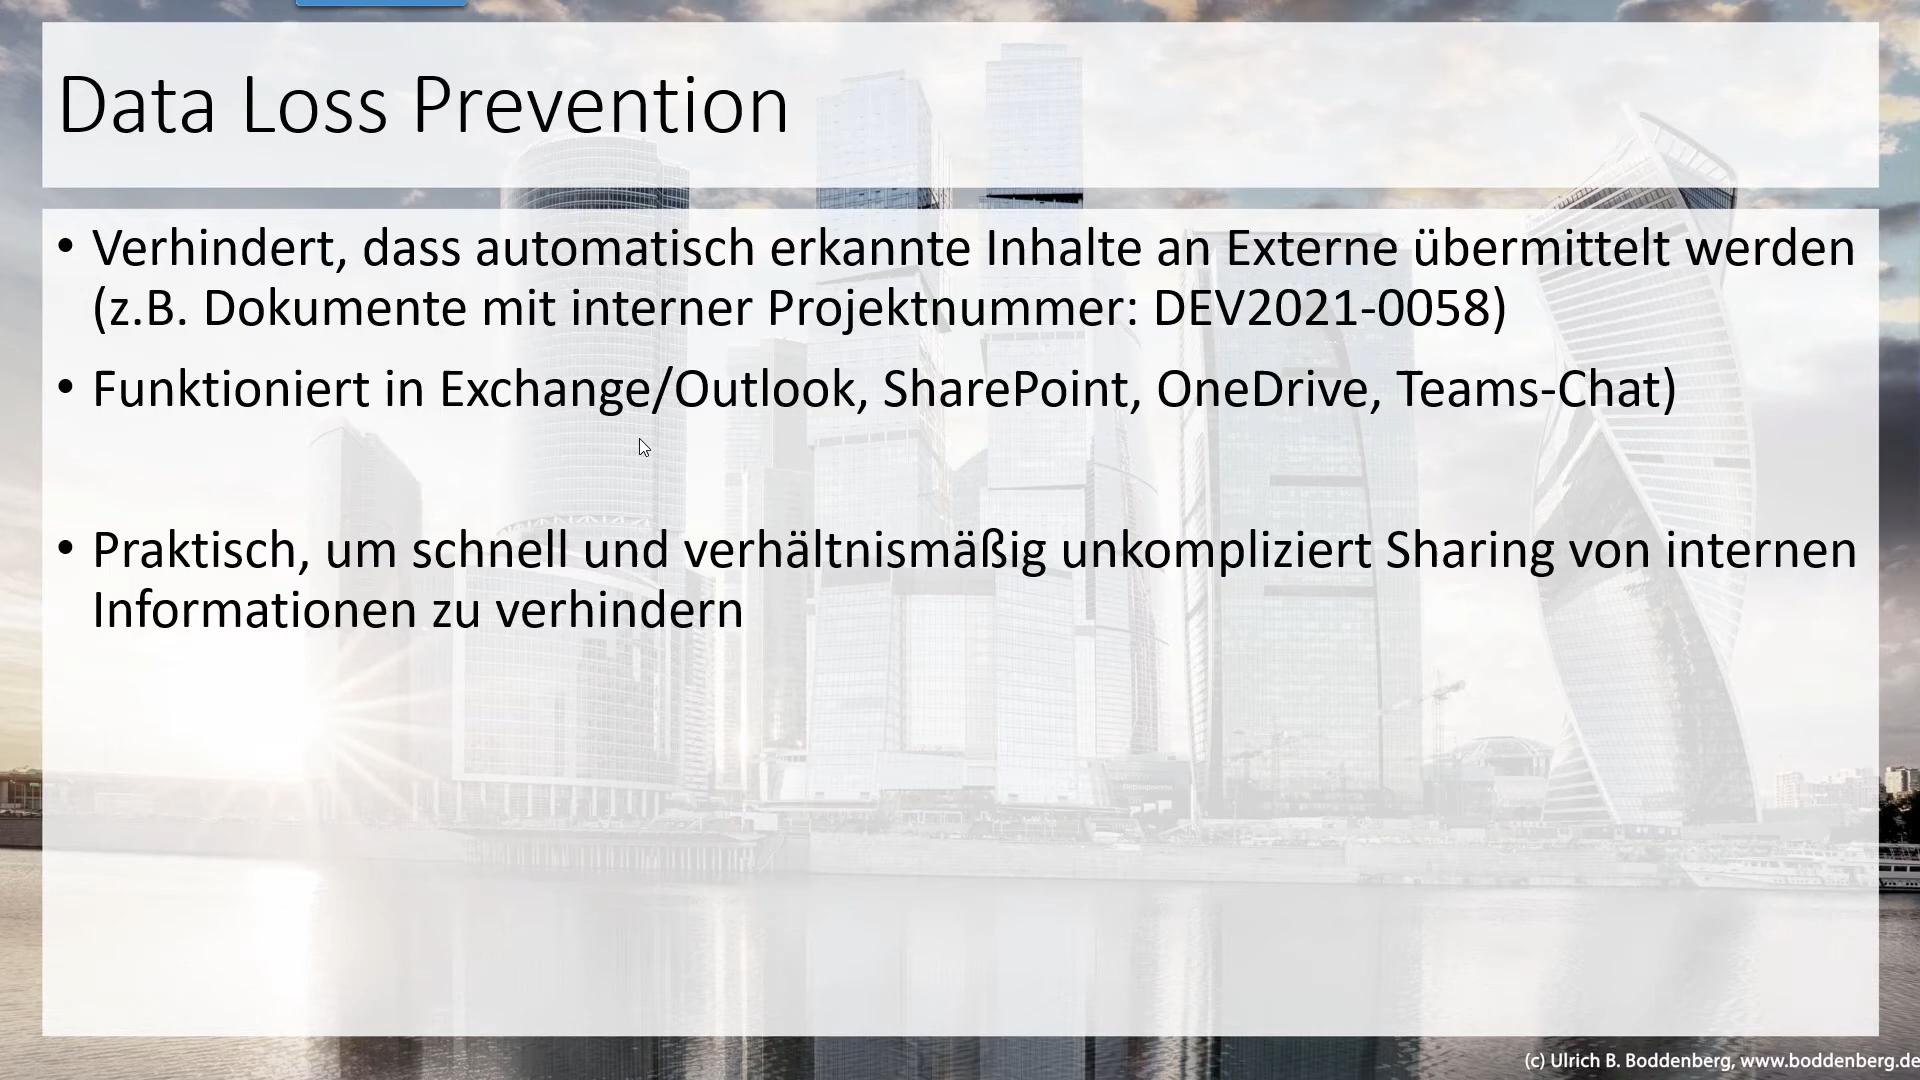 Data Loss Prevention
• Verhindert, dass automatisch erkannte Inhalte an Externe übermittelt werden
(z.B. Dokumente mit interner Projektnummer: DEV2021-0058)
• Funktioniert in Exchange/Outlook, SharePoint, OneDrive, Teams-Chat)
• Praktisch, um schnell und verhältnismäßig unkompliziert Sharing von internen
Informationen zu verhindern
(c) Ulrich B. Boddenberg, www.boddenberg.de